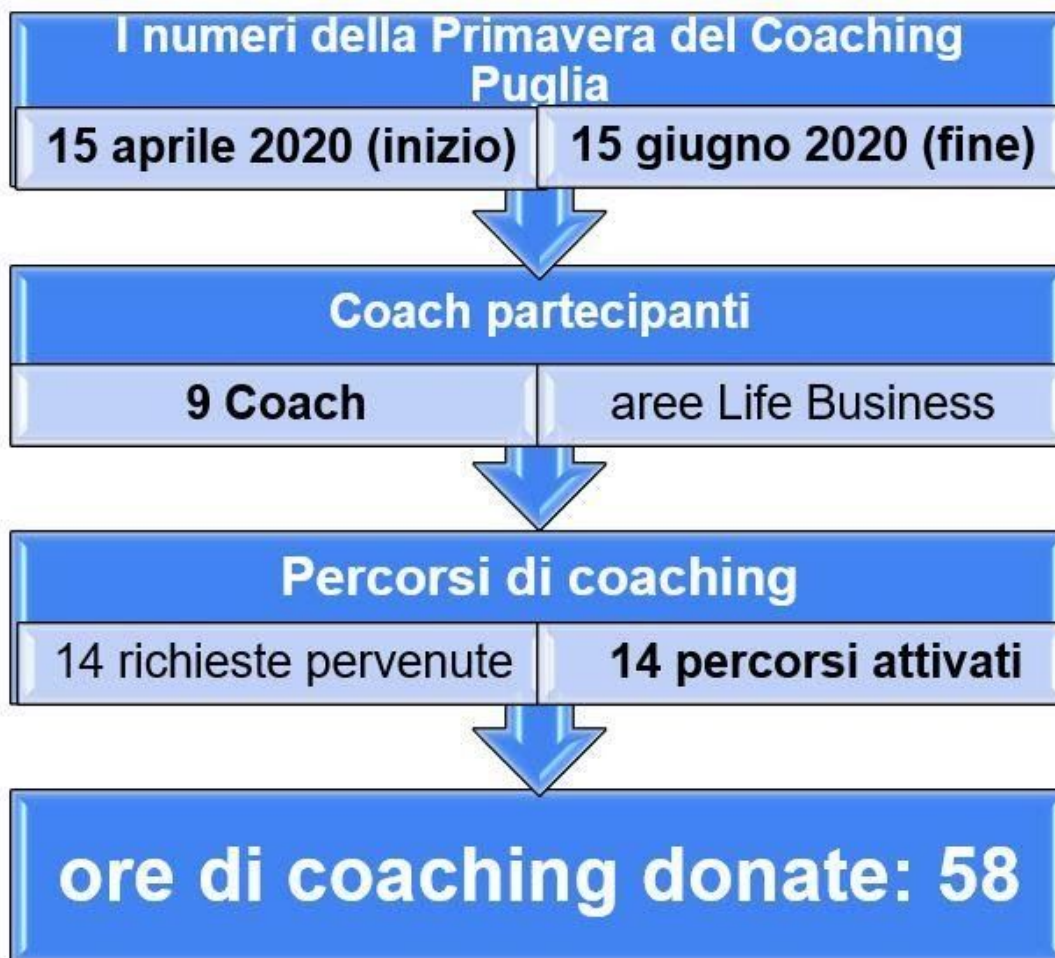 I numeri della Primavera del Coaching
Puglia
15 aprile 2020 (inizio)
15 giugno 2020 (fine)
Coach partecipanti
9 Coach
aree Life Business
Percorsi di coaching
14 richieste pervenute
14 percorsi attivati
ore di coaching donate: 58